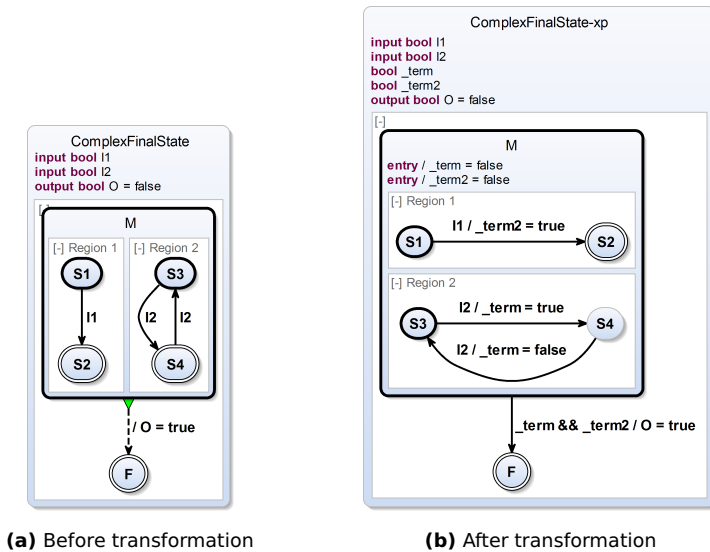 ComplexFinalState
input bool I1
input bool I2
output bool O = false
[-]
M
[-] Region 1
S1
I1
S2
[-] Region 2
S3
I2
I2
S4
/ O = true
F
(a) Before transformation
ComplexFinalState-xp
input bool I1
input bool I2
bool _term
bool _term2
output bool O = false
[-]
M
entry / _term = false
entry / _term2 = false
[-] Region 1
S1
I1 / _term2 = true
S2
[-] Region 2
S3
I2 / _term = true
S4
I2 / _term = false
_term && _term2 / O = true
F
(b) After transformation